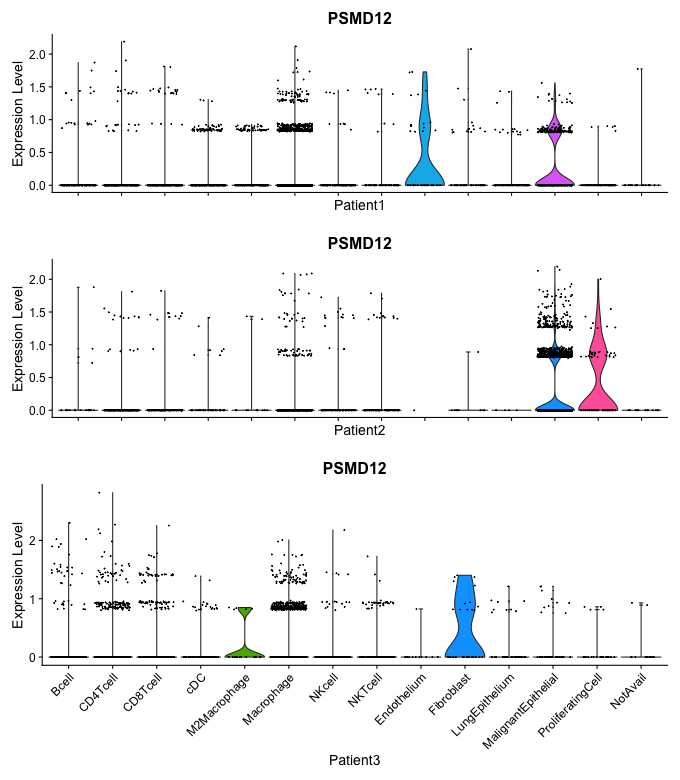 PSMD12
Expression Level
2.0
1.5
1.0
0.5
0.0
Patient1
PSMD12
Expression Level
2.0
1.5
1.0
0.5
0.0
Patient2
PSMD12
Expression Level
2
1
0
Bcell
CD4Tcell
CD8Tcell
cDC
M2Macrophage
Macrophage
NKcell
NKTcell
Endothelium
Fibroblast
LungEpithelium
MalignantEpithelial
ProliferatingCell
NotAvail
Patient3